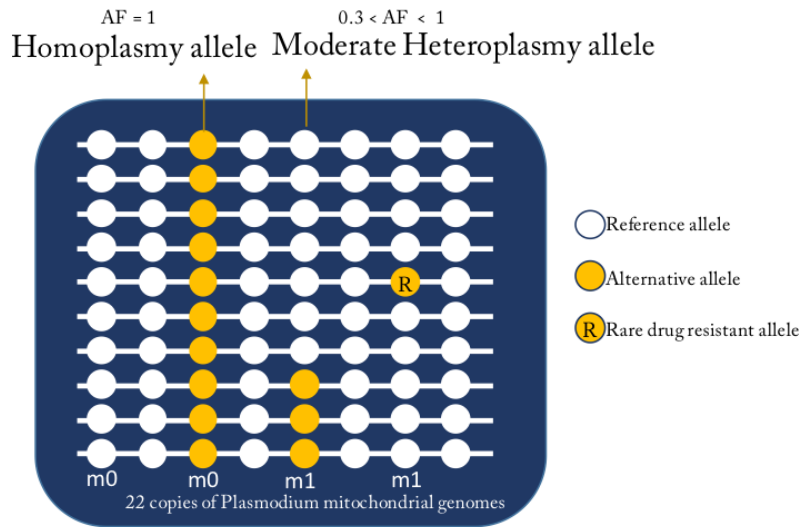 AF = 1
0.3 < AF < 1
Homoplasmy allele
Moderate Heteroplasmy allele
R
Reference allele
Alternative allele
R
Rare drug resistant allele
m0
m0
m1
m1
22 copies of Plasmodium mitochondrial genomes